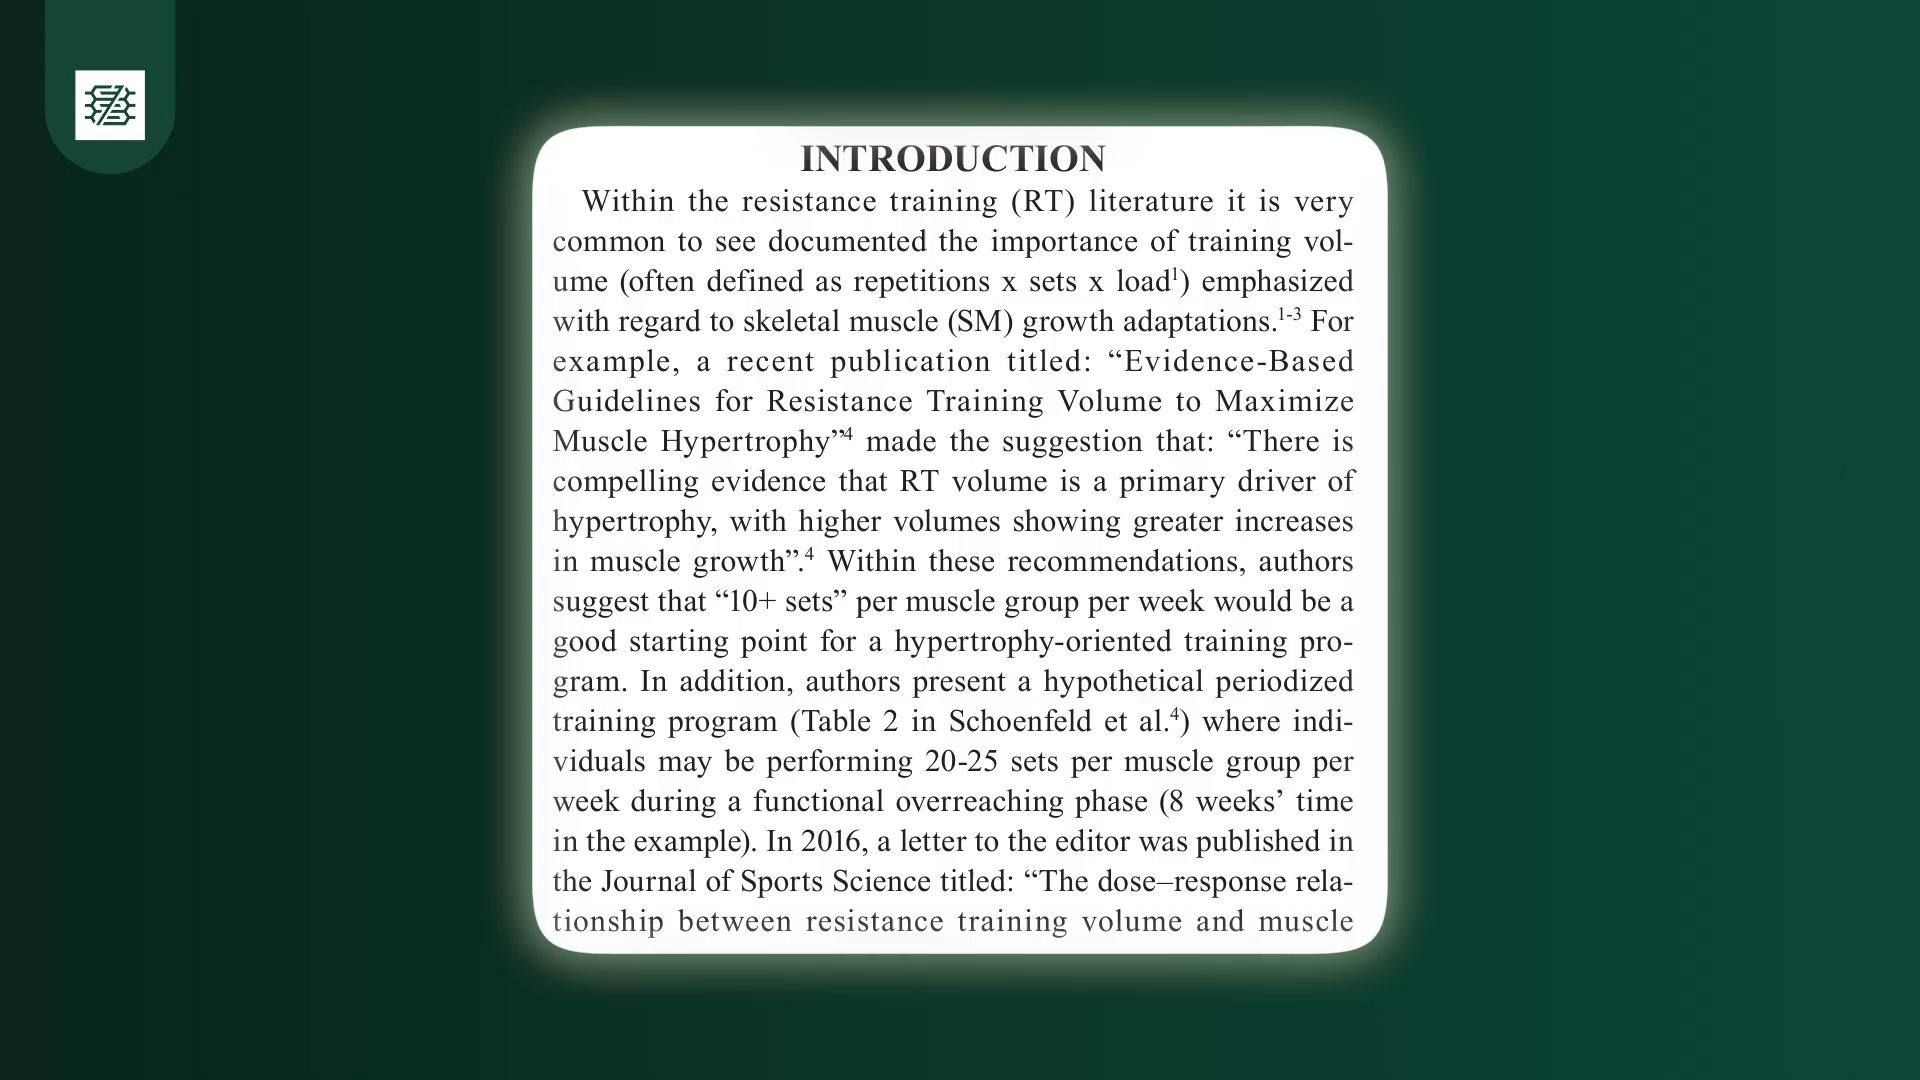 INTRODUCTION
Within the resistance training (RT) literature it is very
common to see documented the importance of training vol-
ume (often defined as repetitions x sets x load¹) emphasized
with regard to skeletal muscle (SM) growth adaptations.¹⁻³ For
example, a recent publication titled: “Evidence-Based
Guidelines for Resistance Training Volume to Maximize
Muscle Hypertrophy”⁴ made the suggestion that: “There is
compelling evidence that RT volume is a primary driver of
hypertrophy, with higher volumes showing greater increases
in muscle growth”.⁴ Within these recommendations, authors
suggest that “10+ sets” per muscle group per week would be a
good starting point for a hypertrophy-oriented training pro-
gram. In addition, authors present a hypothetical periodized
training program (Table 2 in Schoenfeld et al.⁴) where indi-
viduals may be performing 20-25 sets per muscle group per
week during a functional overreaching phase (8 weeks’ time
in the example). In 2016, a letter to the editor was published in
the Journal of Sports Science titled: “The dose–response rela-
tionship between resistance training volume and muscle